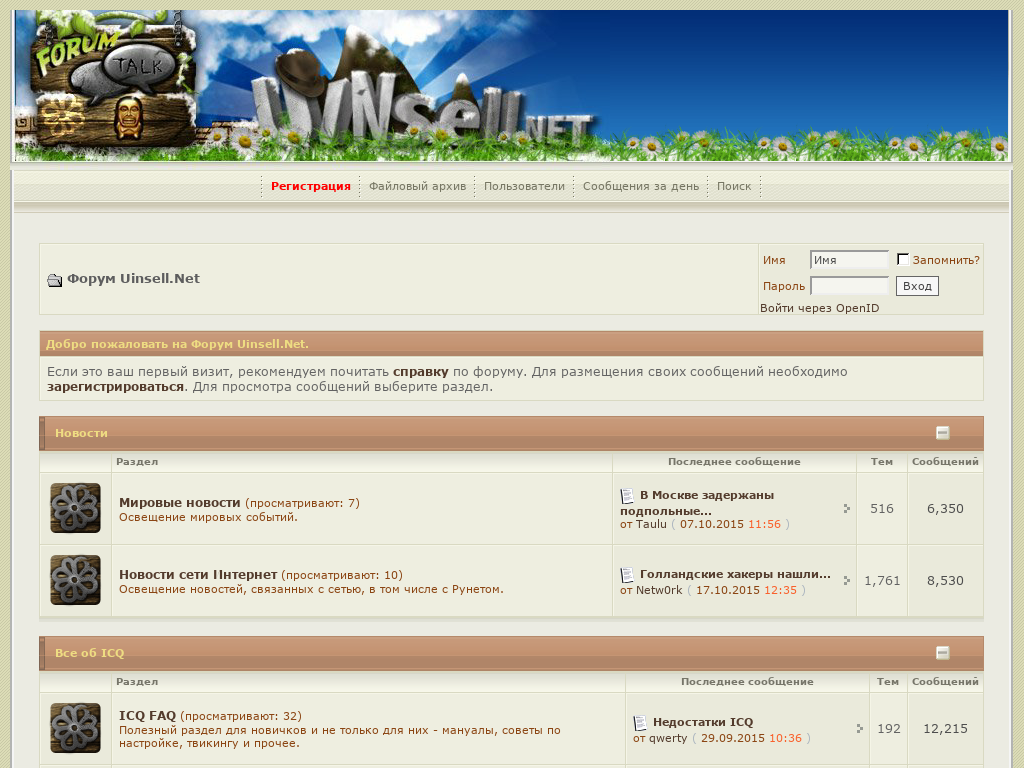 FORUM
TALK
Uinsell.NET
Регистрация Файловый архив Пользователи Сообщения за день Поиск
Форум Uinsell.Net
Имя Имя Запомнить?
Пароль Вход
Войти через OpenID
Добро пожаловать на Форум Uinsell.Net.
Если это ваш первый визит, рекомендуем почитать справку по форуму. Для размещения своих сообщений необходимо
зарегистрироваться. Для просмотра сообщений выберите раздел.
Новости
Раздел Последнее сообщение Тем Сообщений
Мировые новости (просматривают: 7)
Освещение мировых событий.
В Москве задержаны
подпольные...
от Taulu ( 07.10.2015 11:56 )
516 6,350
Новости сети Интернет (просматривают: 10)
Освещение новостей, связанных с сетью, в том числе с Рунетом.
Голландские хакеры нашли...
от Netw0rk ( 17.10.2015 12:35 )
1,761 8,530
Все об ICQ
Раздел Последнее сообщение Тем Сообщений
ICQ FAQ (просматривают: 32)
Полезный раздел для новичков и не только для них - мануалы, советы по
настройке, твикингу и прочее.
Недостатки ICQ
от qwerty ( 29.09.2015 10:36 )
192 12,215